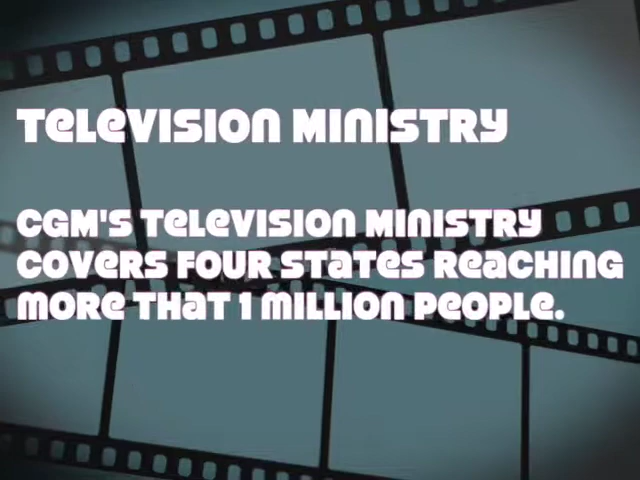 Television Ministry
CGM's Television Ministry
covers four states reaching
more that 1 million people.